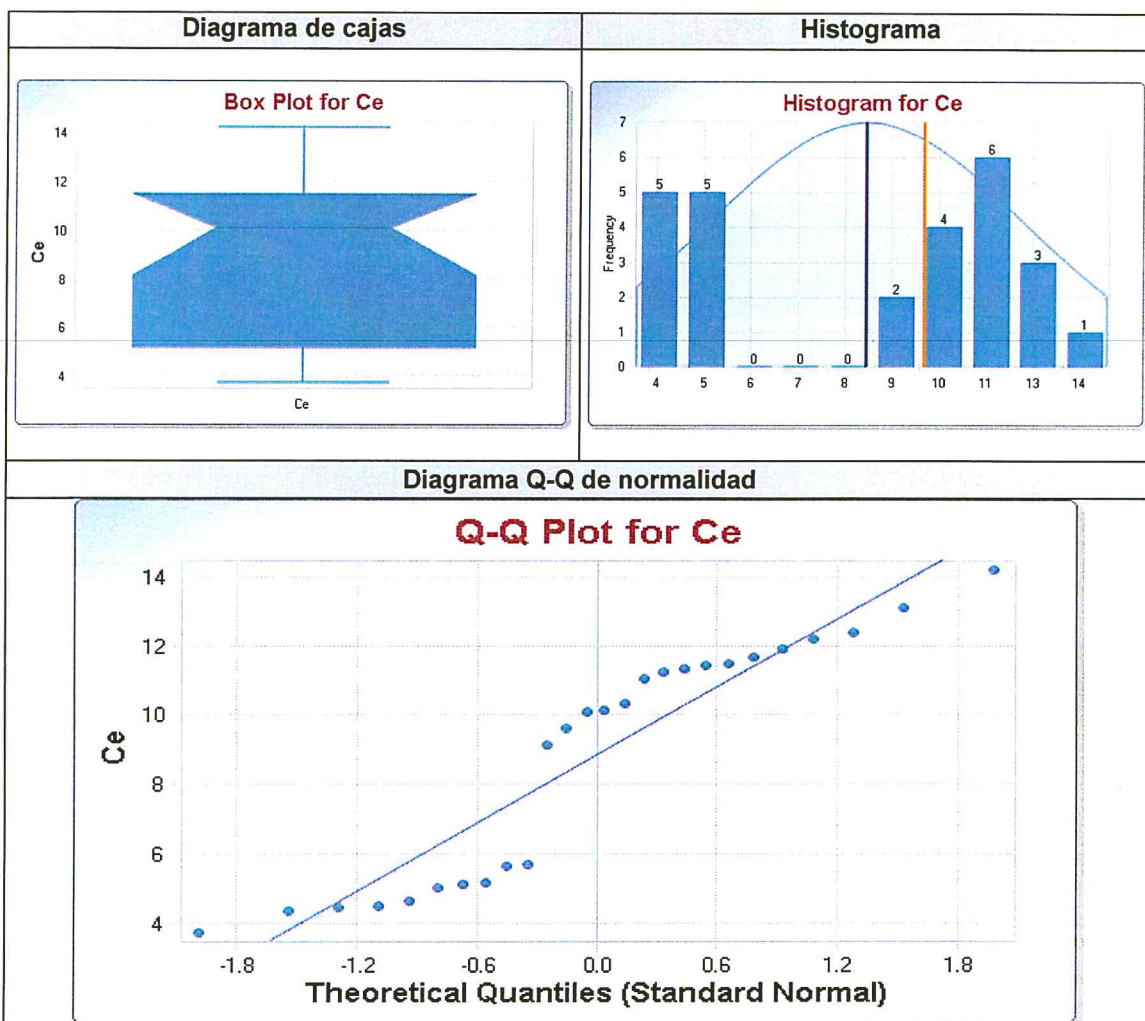 Diagrama de cajas
Histograma
Box Plot for Ce
14
12
10
8
6
4
Ce
Ce
Histogram for Ce
7
6
5
4
3
2
1
0
Frequency
5 5 0 0 0 2 4 6 3 1
4 5 6 7 8 9 10 11 13 14
Diagrama Q-Q de normalidad
Q-Q Plot for Ce
14
12
10
8
6
4
Ce
-1.8 -1.2 -0.6 0.0 0.6 1.2 1.8
Theoretical Quantiles (Standard Normal)